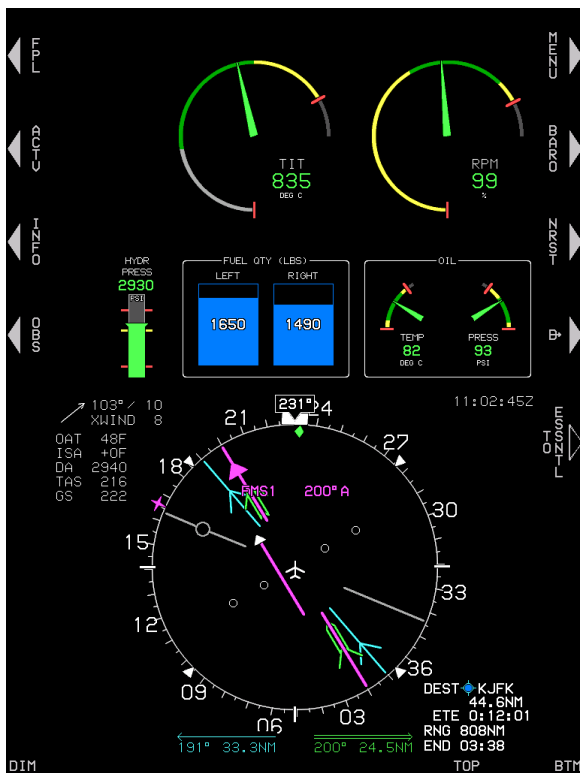 FPL
MENU
ACTV
BARO
INFO
NRST
OBS
D
ESSNTL
TO
TIT
835
DEG C
RPM
99
%
HYDR
PRESS
2930
PSI
FUEL QTY (LBS)
LEFT
RIGHT
1650
1490
OIL
TEMP
82
DEG C
PRESS
93
PSI
103°/ 10
XWIND 8
OAT 48F
ISA +0F
DA 2940
TAS 216
GS 222
11:02:45Z
231°
21
24
27
30
33
36
03
06
09
12
15
18
FMS1 200°A
DEST KJFK
44.6NM
ETE 0:12:01
RNG 808NM
END 03:38
191° 33.3NM
200° 24.5NM
DIM
TOP
BTM